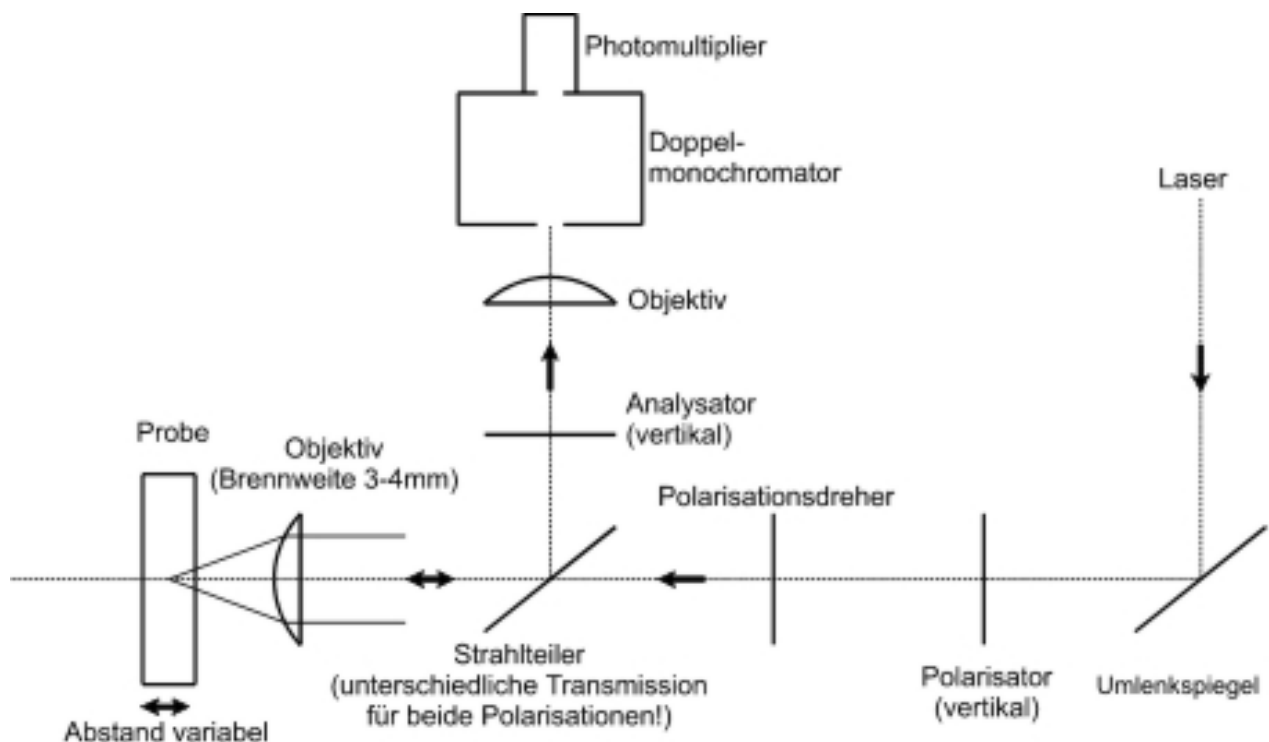 Photomultiplier
Doppel-
monochromator
Laser
Objektiv
Analysator
(vertikal)
Probe
Objektiv
(Brennweite 3-4mm)
Polarisationsdreher
Strahlteiler
(unterschiedliche Transmission
für beide Polarisationen!)
Polarisator
(vertikal)
Umlenkspiegel
Abstand variabel